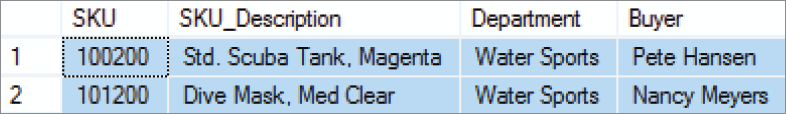 SKU SKU_Description Department Buyer
1 100200 Std. Scuba Tank, Magenta Water Sports Pete Hansen
2 101200 Dive Mask, Med Clear Water Sports Nancy Meyers